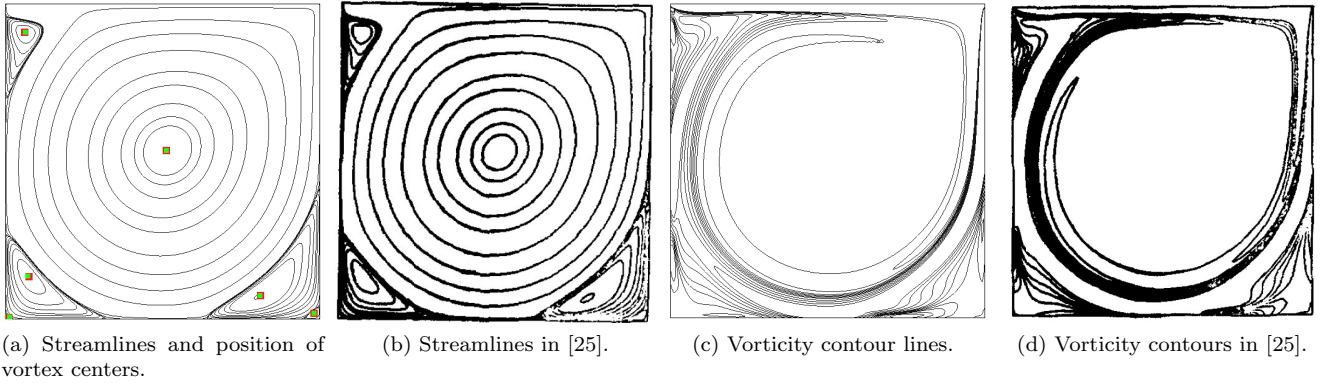 (a) Streamlines and position of
vortex centers.
(b) Streamlines in [25].
(c) Vorticity contour lines.
(d) Vorticity contours in [25].